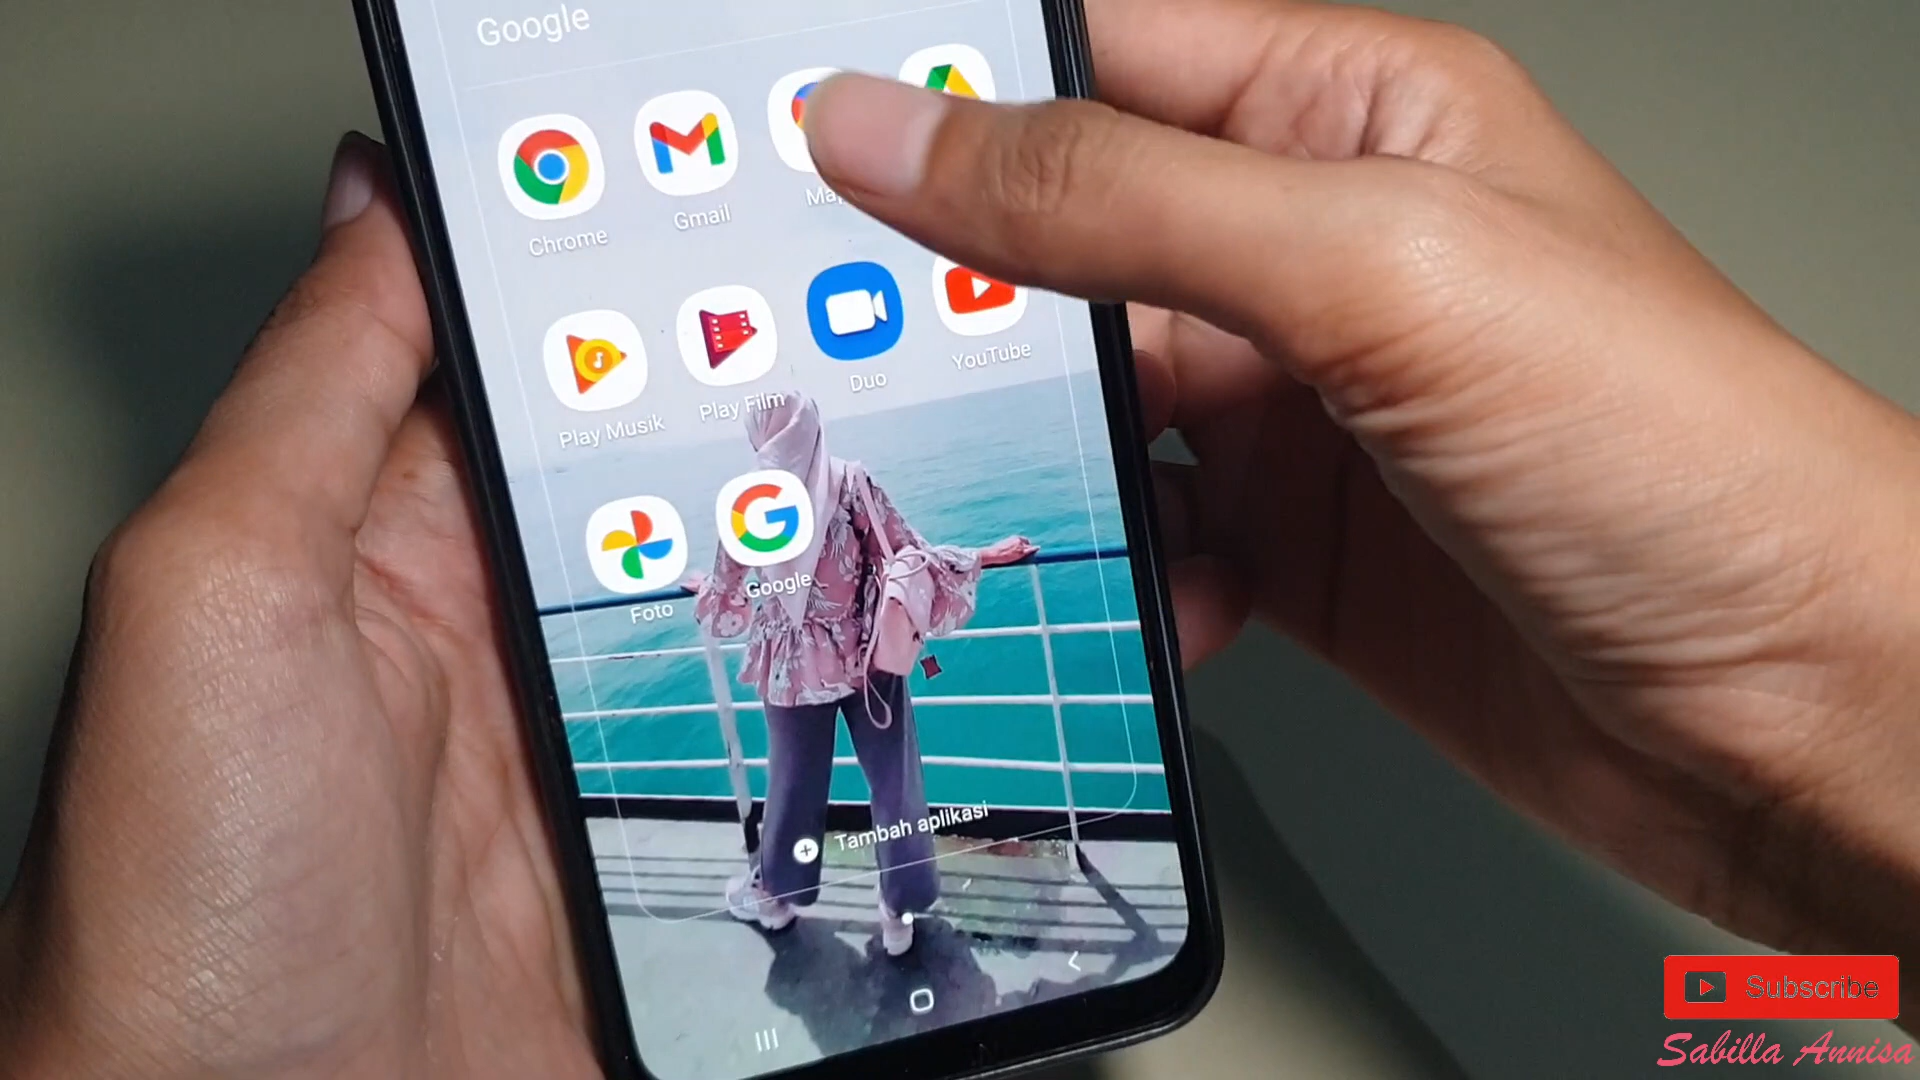 Google
Chrome
Gmail
Play Musik
Play Film
Duo
YouTube
Foto
Google
Tambah aplikasi
Subscribe
Sabilla Annisa